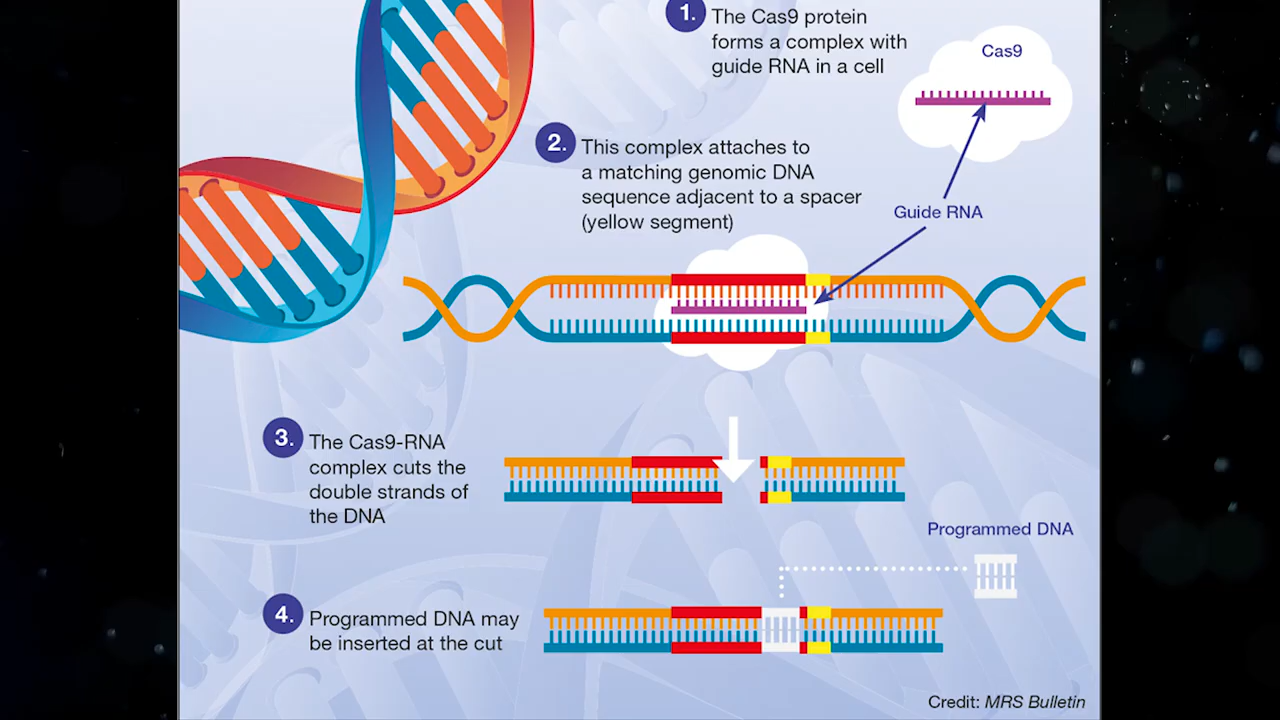 1.
The Cas9 protein
forms a complex with
guide RNA in a cell
Cas9
2.
This complex attaches to
a matching genomic DNA
sequence adjacent to a spacer
(yellow segment)
Guide RNA
3.
The Cas9-RNA
complex cuts the
double strands of
the DNA
Programmed DNA
4.
Programmed DNA may
be inserted at the cut
Credit: MRS Bulletin